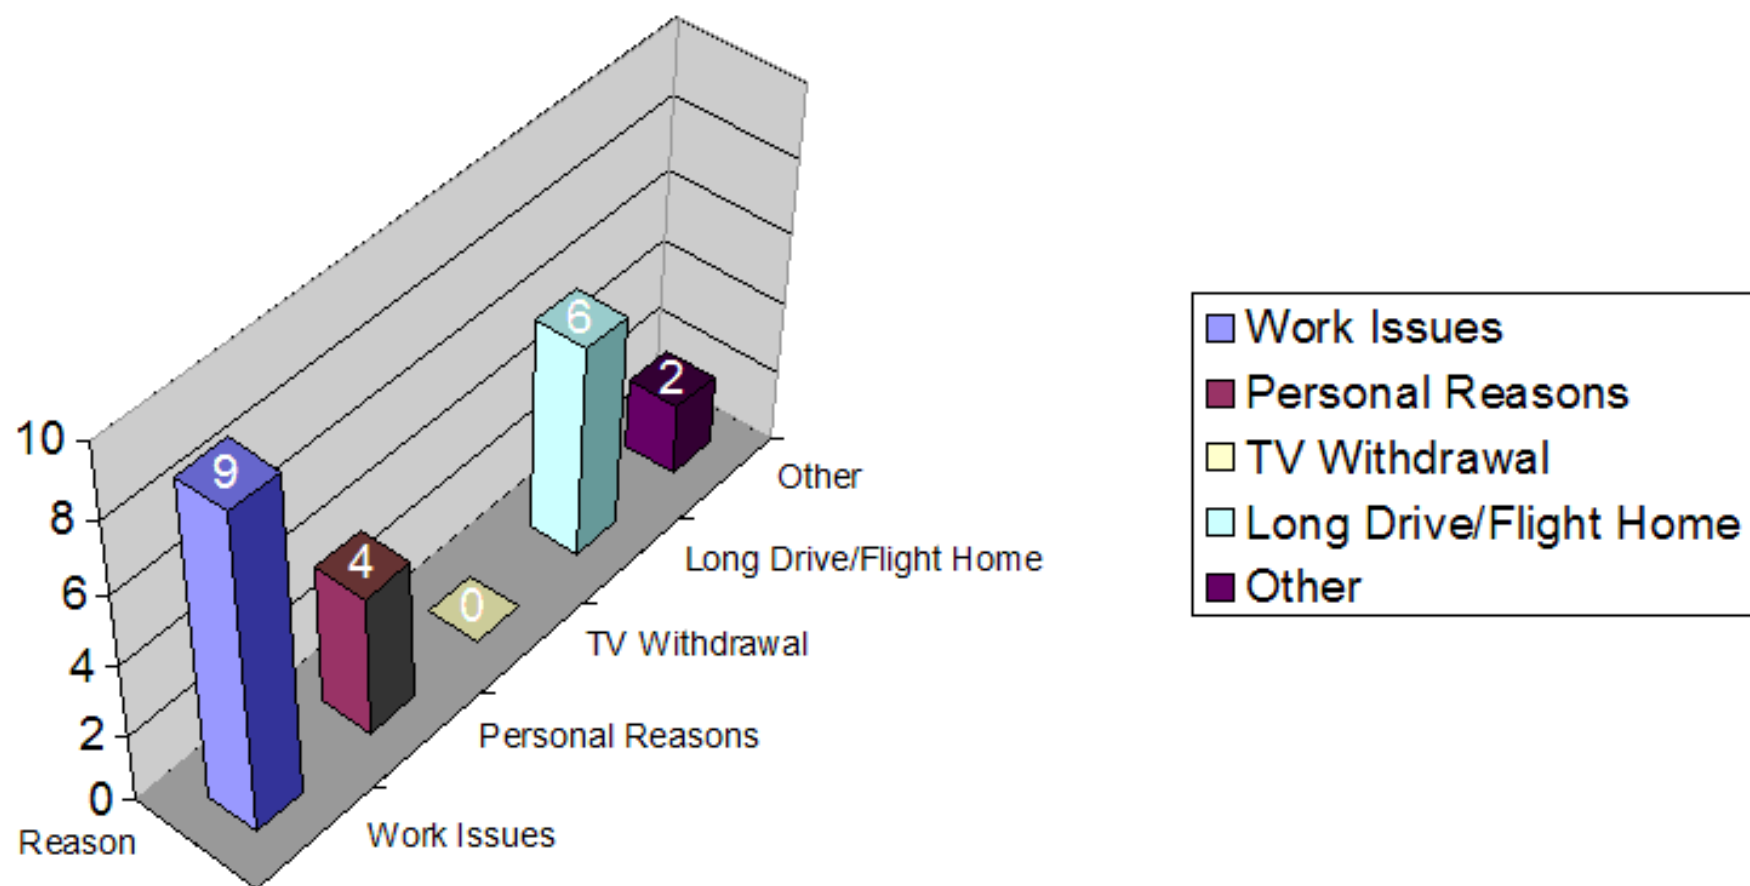 10
8
6
4
2
0
Reason
9
4
0
6
2
Work Issues
Personal Reasons
TV Withdrawal
Long Drive/Flight Home
Other
Work Issues
Personal Reasons
TV Withdrawal
Long Drive/Flight Home
Other